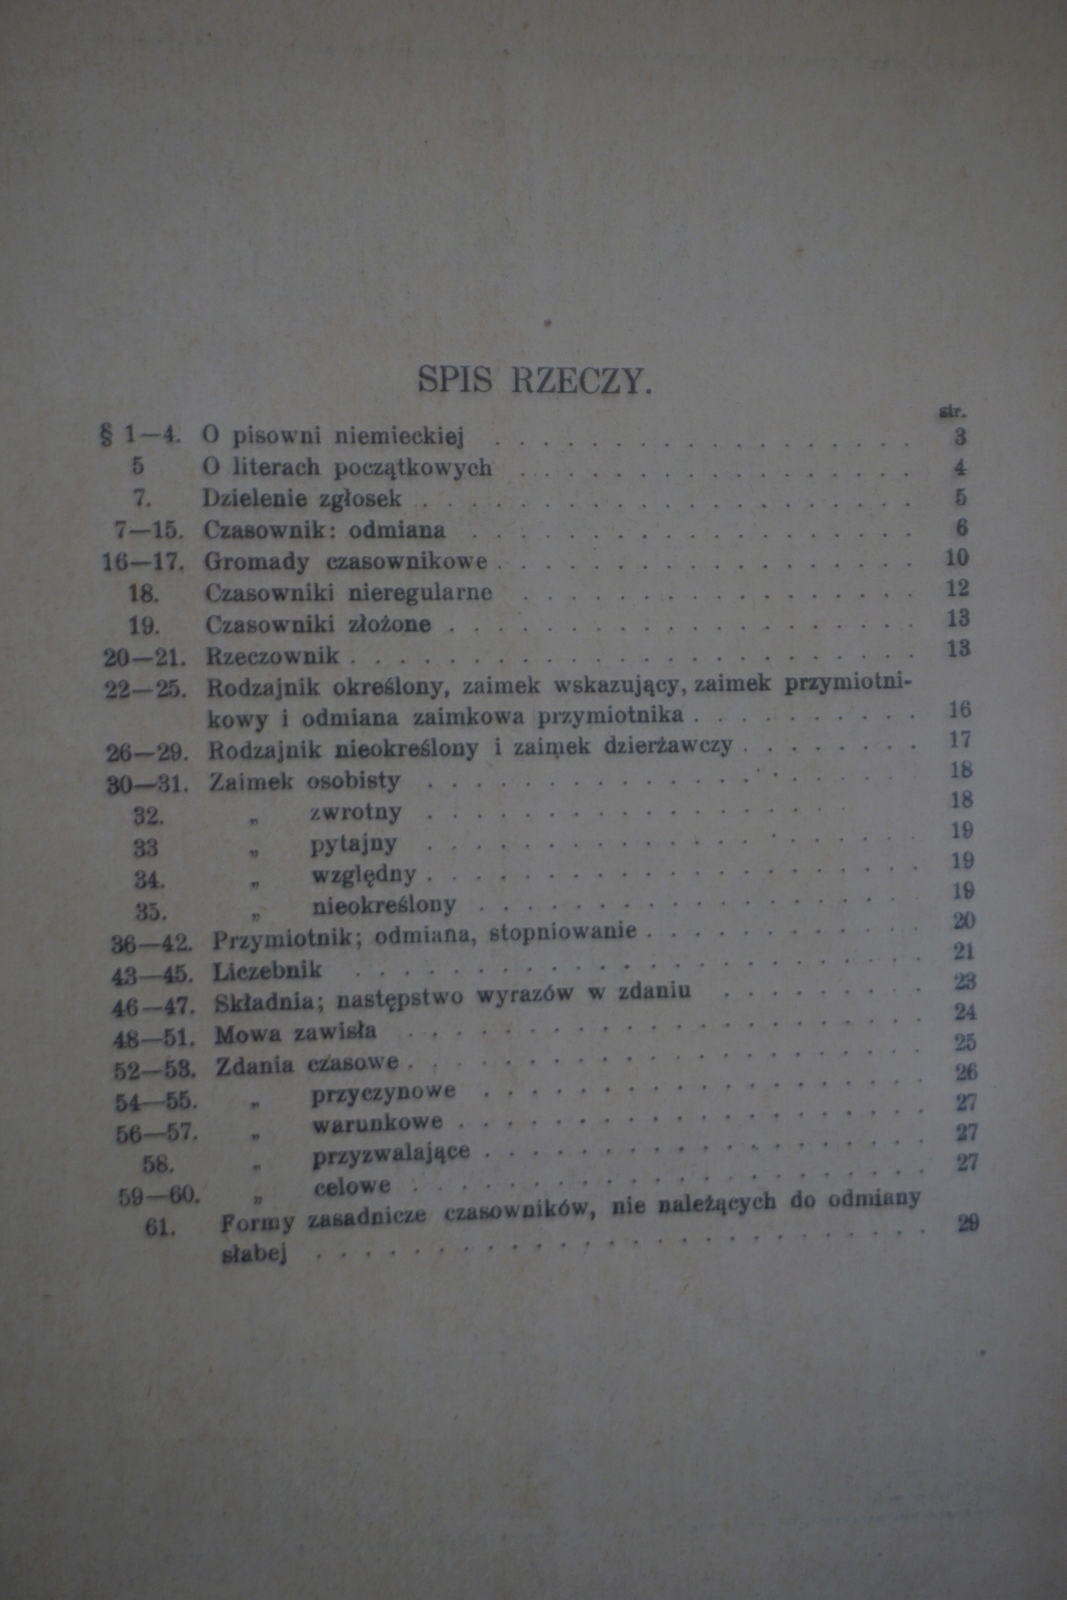 SPIS RZECZY.
str.
§ 1—4. O pisowni niemieckiej . . . . . . . . . . . . . . . . . . 3
5 O literach początkowych . . . . . . . . . . . . . . . . . 4
7. Dzielenie zgłosek . . . . . . . . . . . . . . . . . . . . . 5
7—15. Czasownik: odmiana . . . . . . . . . . . . . . . . . . . 6
16—17. Gromady czasownikowe . . . . . . . . . . . . . . . . . . 10
18. Czasowniki nieregularne . . . . . . . . . . . . . . . . . 12
19. Czasowniki złożone . . . . . . . . . . . . . . . . . . . . 13
20—21. Rzeczownik . . . . . . . . . . . . . . . . . . . . . . . . 13
22—25. Rodzajnik określony, zaimek wskazujący, zaimek przymiotni-
kowy i odmiana zaimkowa przymiotnika . . . . . . . . . . 16
26—29. Rodzajnik nieokreślony i zaimek dzierżawczy . . . . . . . . 17
30—31. Zaimek osobisty . . . . . . . . . . . . . . . . . . . . . 18
32. „ zwrotny . . . . . . . . . . . . . . . . . 18
33 „ pytajny . . . . . . . . . . . . . . . . . . . . . 19
34. „ względny . . . . . . . . . . . . . . . . . . . . . 19
35. „ nieokreślony . . . . . . . . . . . . . . . . . . . 19
36—42. Przymiotnik; odmiana, stopniowanie . . . . . . . . . . . . 20
43—45. Liczebnik . . . . . . . . . . . . . . . . . . . . . . . . 21
46—47. Składnia; następstwo wyrazów w zdaniu . . . . . . . . . 23
48—51. Mowa zawisła . . . . . . . . . . . . . . . . . . . . . . 24
52—53. Zdania czasowe . . . . . . . . . . . . . . . . . . . . . . 25
54—55. „ przyczynowe . . . . . . . . . . . . . . . . . . . 26
56—57. „ warunkowe . . . . . . . . . . . . . . . . . . . . 27
58. „ przyzwalające . . . . . . . . . . . . . . . . . . . 27
59—60. „ celowe . . . . . . . . . . . . . . . . . . . . . . 27
61. Formy zasadnicze czasowników, nie należących do odmiany
słabej . . . . . . . . . . . . . . . . . . . . . . . . . . 29